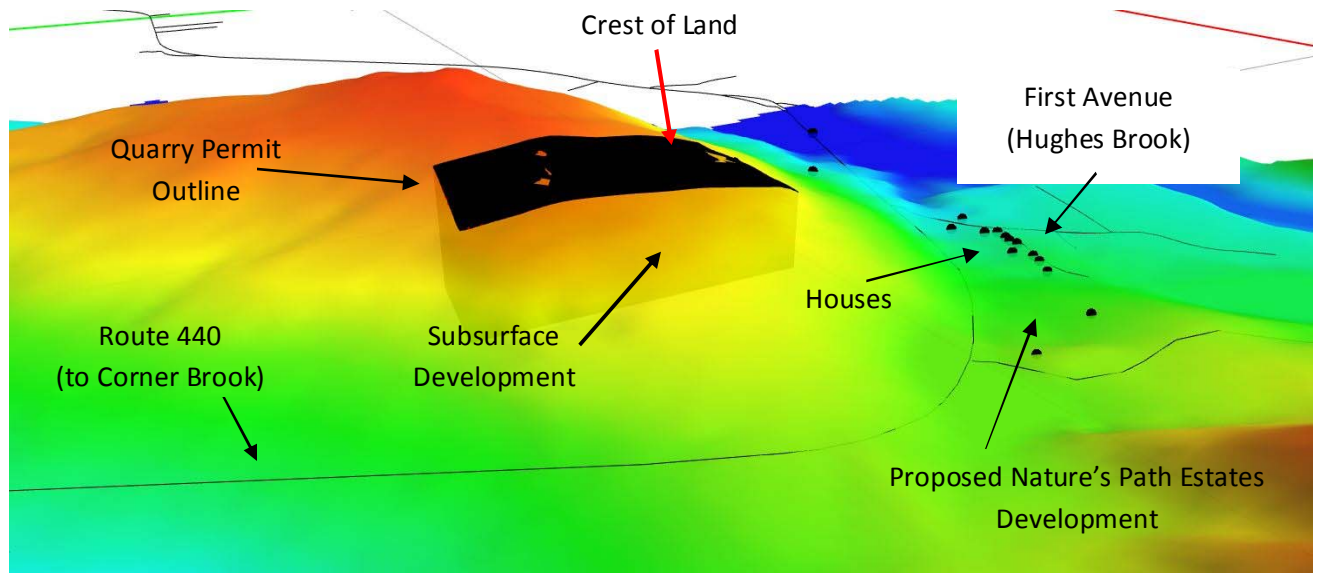 Crest of Land
First Avenue
(Hughes Brook)
Quarry Permit
Outline
Houses
Route 440
(to Corner Brook)
Subsurface
Development
Proposed Nature’s Path Estates
Development